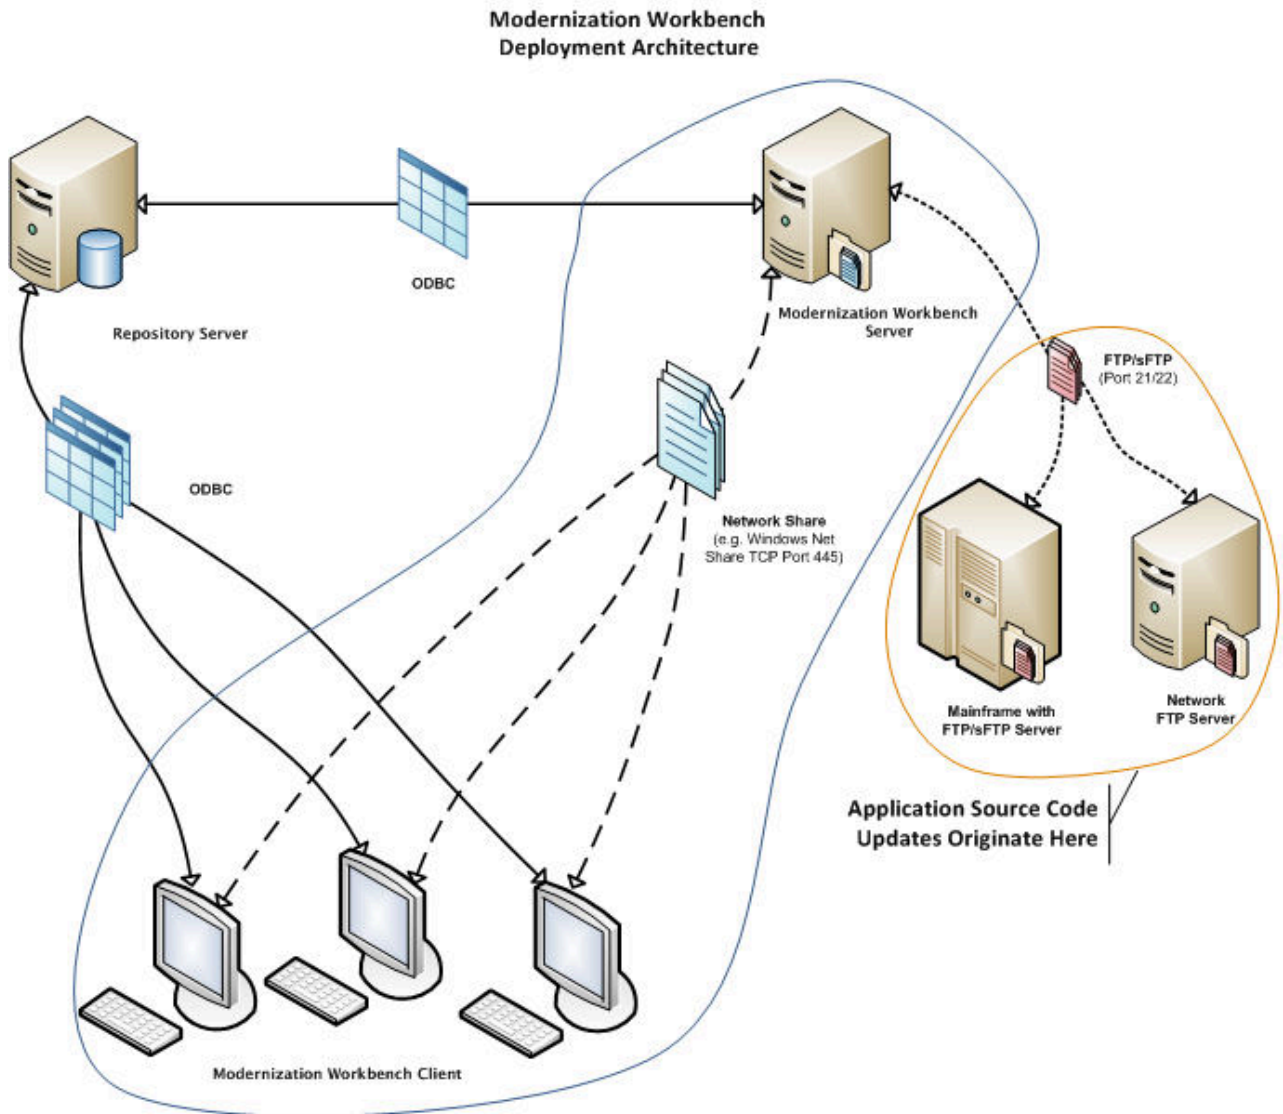 Modernization Workbench
Deployment Architecture
ODBC
Repository Server
Modernization Workbench
Server
FTP/sFTP
(Port 21/22)
ODBC
Network Share
(e.g. Windows Net
Share TCP Port 445)
Mainframe with
FTP/sFTP Server
Network
FTP Server
Application Source Code
Updates Originate Here
Modernization Workbench Client